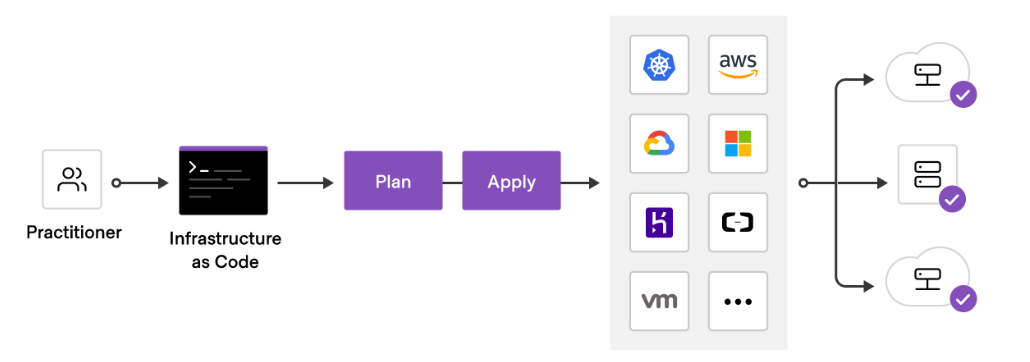 Practitioner
Infrastructure
as Code
Plan
Apply
aws
vm